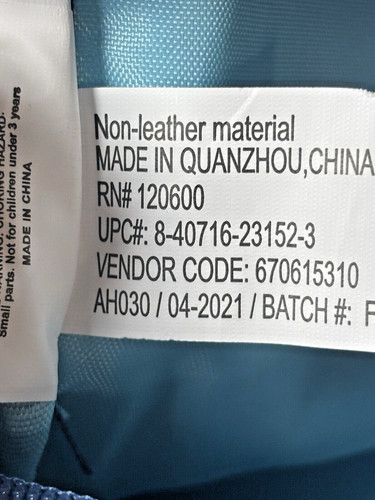 Non-leather material
MADE IN QUANZHOU,CHINA
RN# 120600
UPC#: 8-40716-23152-3
VENDOR CODE: 670615310
AH030 / 04-2021 / BATCH #:
HAZARD:
Small parts. Not for children under 3 years
MADE IN CHINA